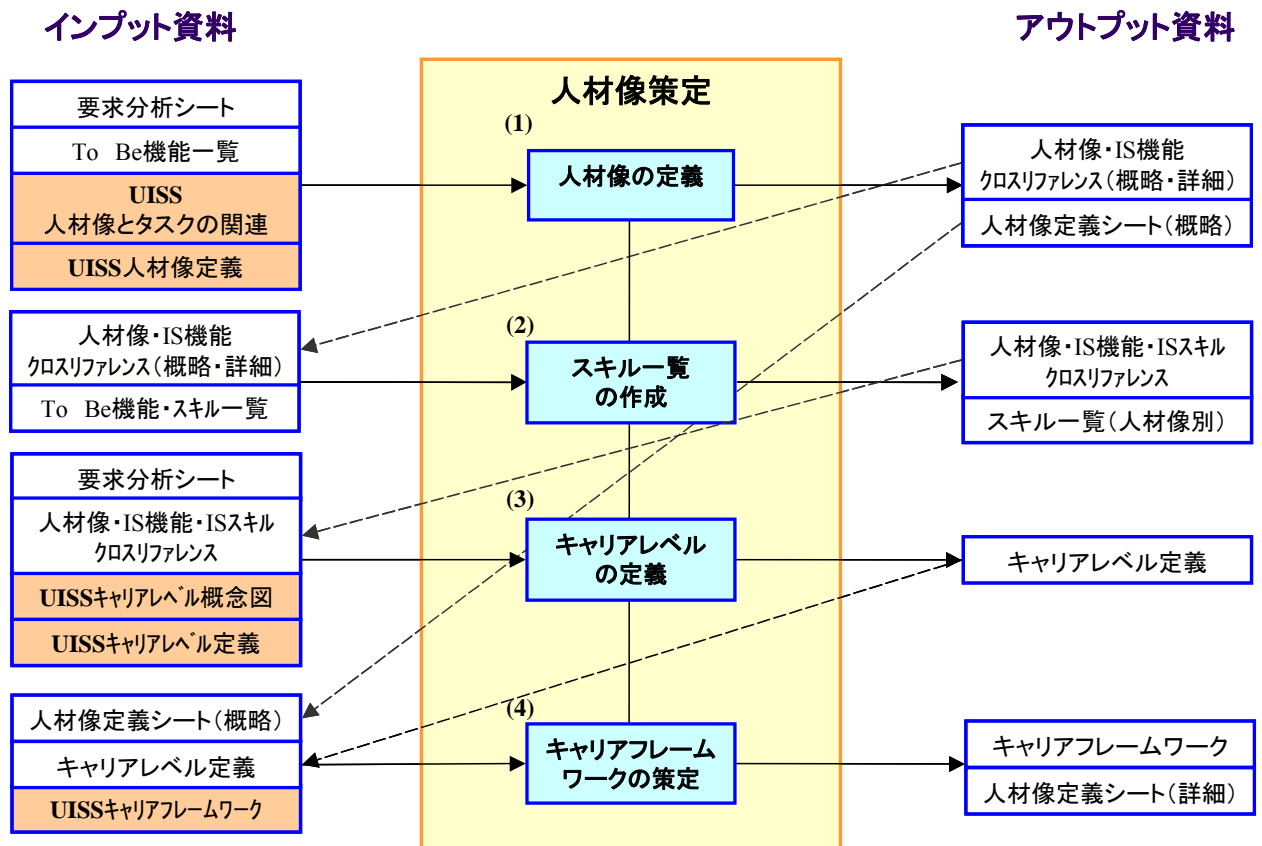 インプット資料
アウトプット資料
人材像策定
要求分析シート
To Be機能一覧
UISS
人材像とタスクの関連
UISS人材像定義
(1)
人材像の定義
人材像・IS機能
クロスリファレンス(概略・詳細)
人材像定義シート(概略)
人材像・IS機能
クロスリファレンス(概略・詳細)
To Be機能・スキル一覧
(2)
スキル一覧
の作成
人材像・IS機能・ISスキル
クロスリファレンス
スキル一覧(人材像別)
要求分析シート
人材像・IS機能・ISスキル
クロスリファレンス
UISSキャリアレベル概念図
UISSキャリアレベル定義
(3)
キャリアレベル
の定義
キャリアレベル定義
人材像定義シート(概略)
キャリアレベル定義
UISSキャリアフレームワーク
(4)
キャリアフレーム
ワークの策定
キャリアフレームワーク
人材像定義シート(詳細)